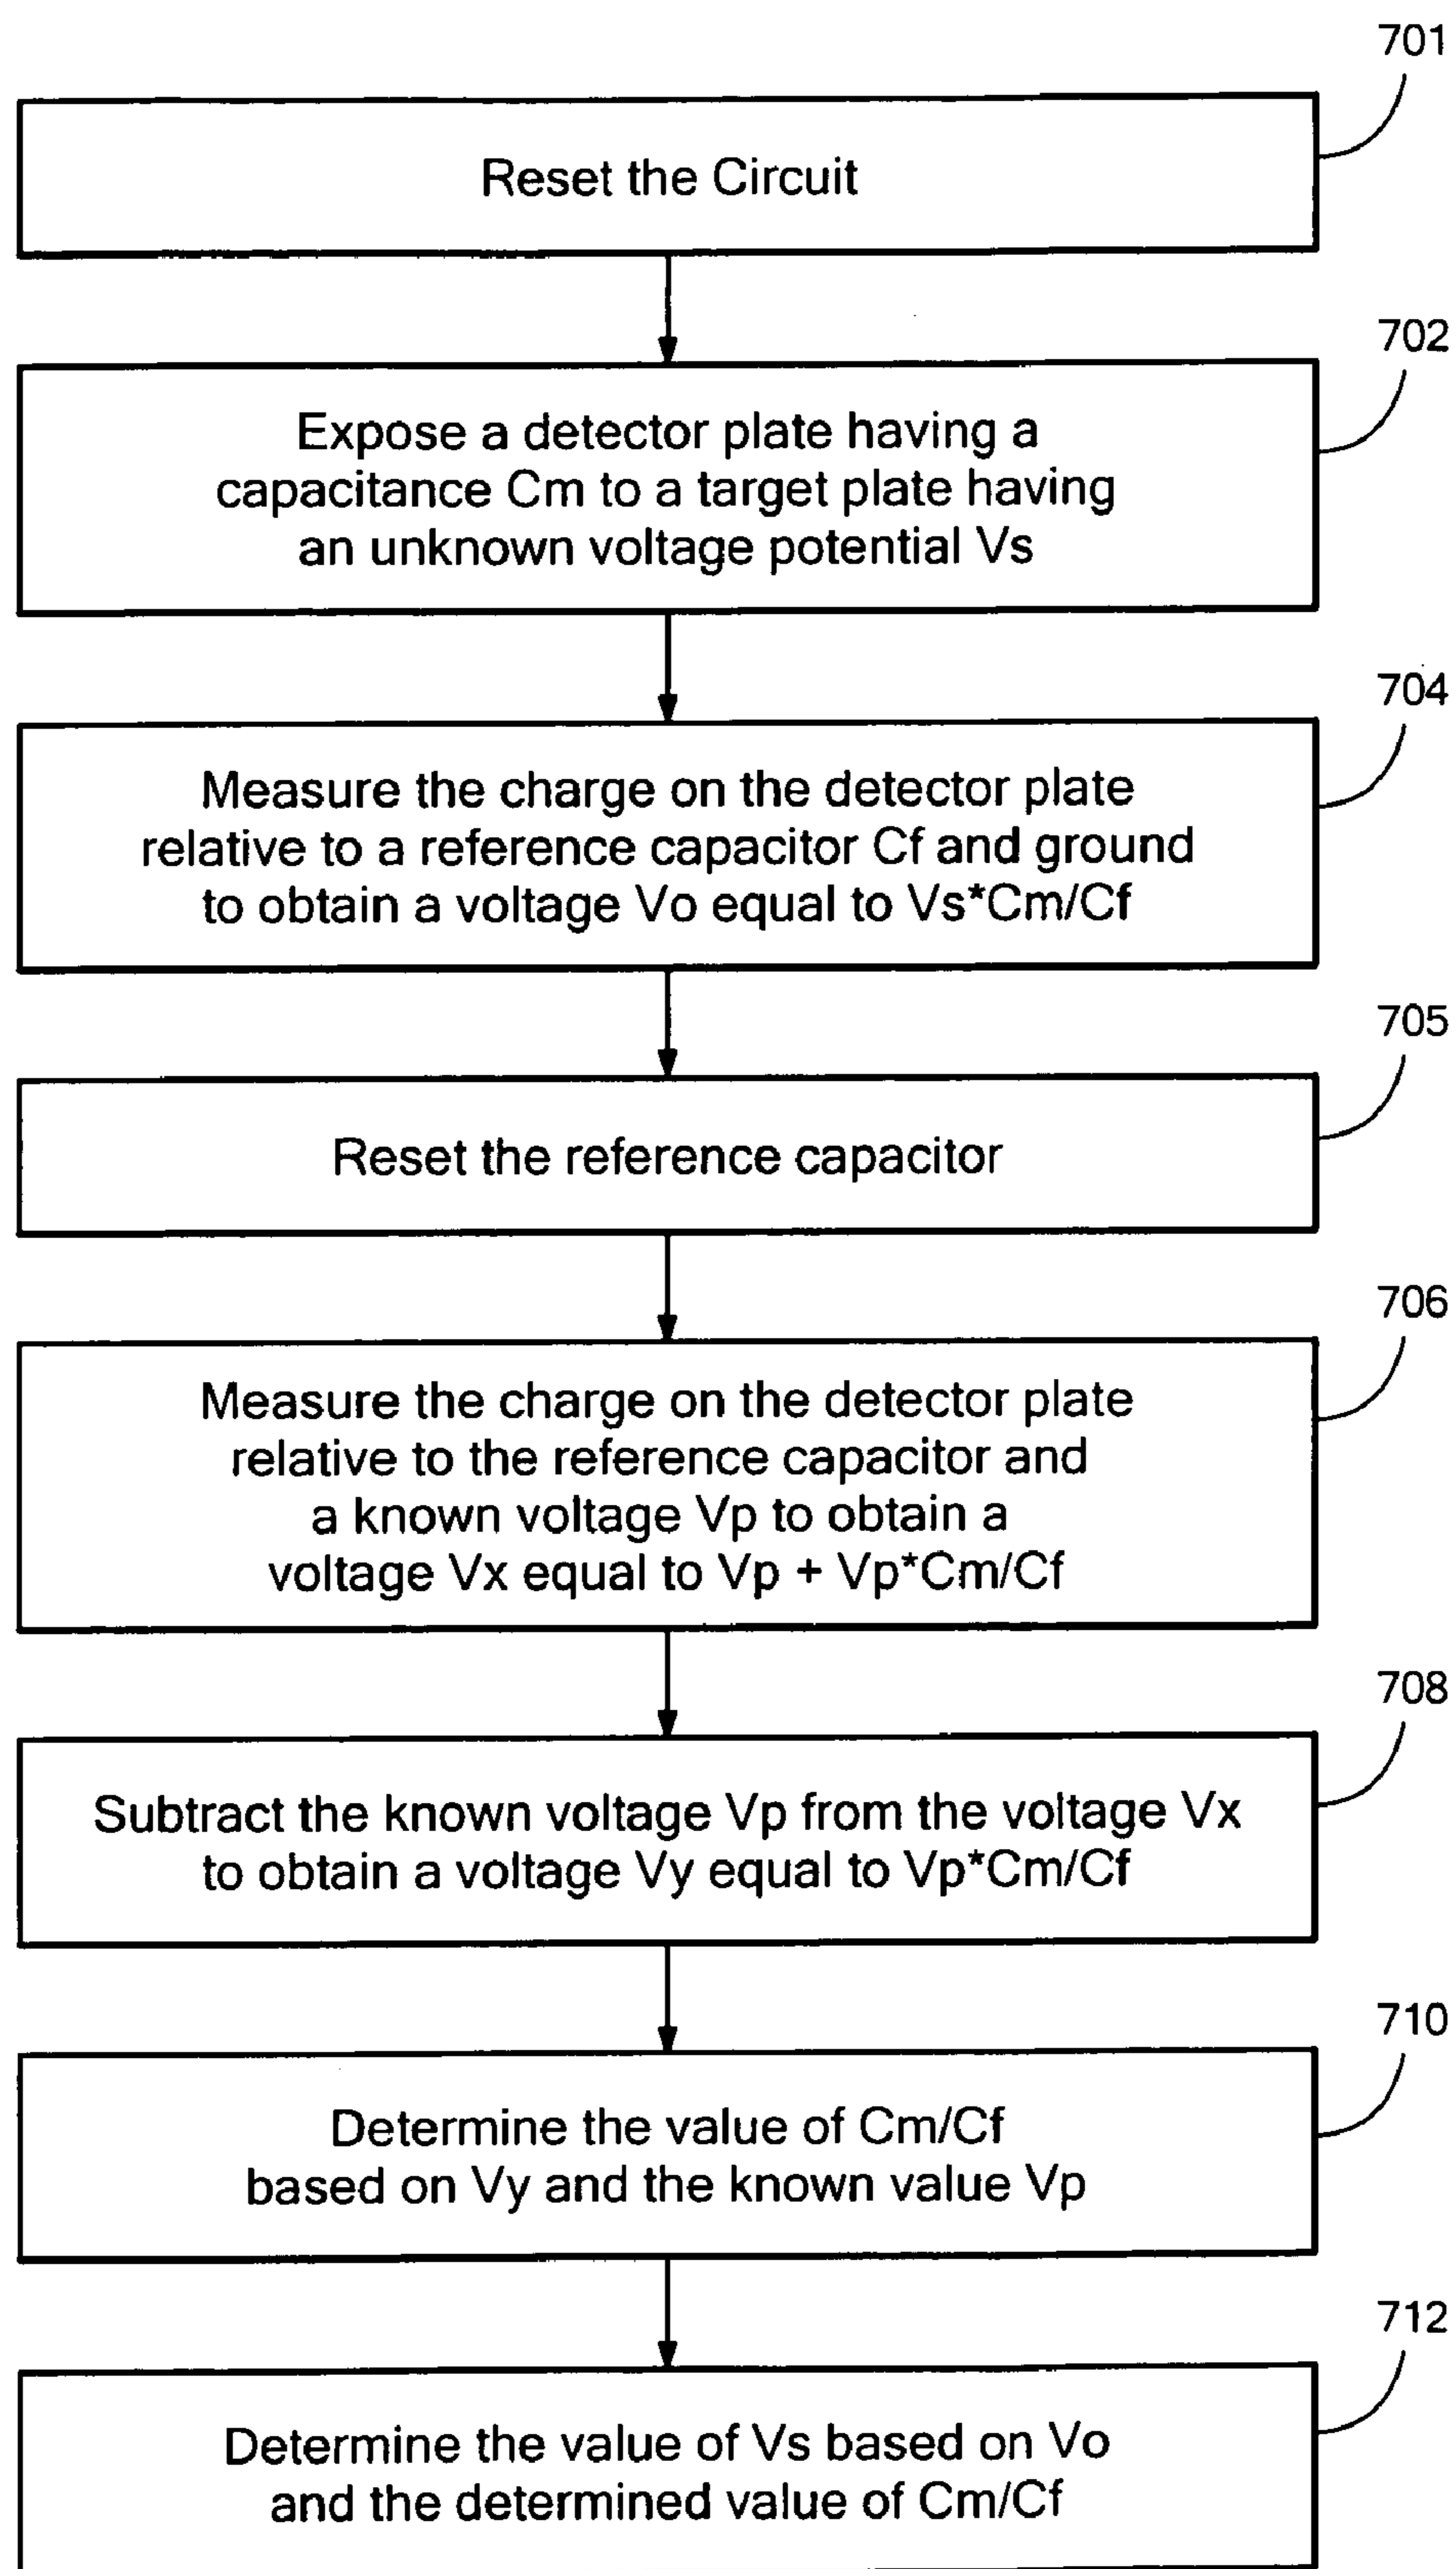 701
Reset the Circuit
702
Expose a detector plate having a
capacitance Cm to a target plate having
an unknown voltage potential Vs
704
Measure the charge on the detector plate
relative to a reference capacitor Cf and ground
to obtain a voltage Vo equal to Vs*Cm/Cf
705
Reset the reference capacitor
706
Measure the charge on the detector plate
relative to the reference capacitor and
a known voltage Vp to obtain a
voltage Vx equal to Vp + Vp*Cm/Cf
708
Subtract the known voltage Vp from the voltage Vx
to obtain a voltage Vy equal to Vp*Cm/Cf
710
Determine the value of Cm/Cf
based on Vy and the known value Vp
712
Determine the value of Vs based on Vo
and the determined value of Cm/Cf